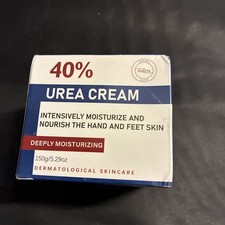 40%
UREA CREAM
INTENSIVELY MOISTURIZE AND
NOURISH THE HAND AND FEET SKIN
DEEPLY MOISTURIZING
150g/5.29oz
DERMATOLOGICAL SKINCARE